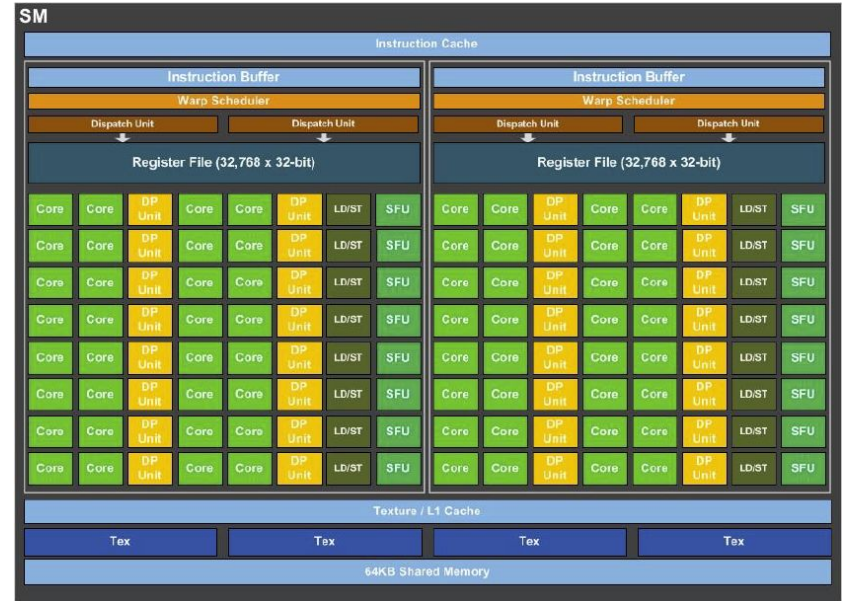 SM
Instruction Cache
Instruction Buffer Instruction Buffer
Warp Scheduler Warp Scheduler
Dispatch Unit Dispatch Unit Dispatch Unit Dispatch Unit
Register File (32,768 x 32-bit) Register File (32,768 x 32-bit)
Core Core DP Unit Core Core DP Unit LD/ST SFU Core Core DP Unit Core Core DP Unit LD/ST SFU
Core Core DP Unit Core Core DP Unit LD/ST SFU Core Core DP Unit Core Core DP Unit LD/ST SFU
Core Core DP Unit Core Core DP Unit LD/ST SFU Core Core DP Unit Core Core DP Unit LD/ST SFU
Core Core DP Unit Core Core DP Unit LD/ST SFU Core Core DP Unit Core Core DP Unit LD/ST SFU
Core Core DP Unit Core Core DP Unit LD/ST SFU Core Core DP Unit Core Core DP Unit LD/ST SFU
Core Core DP Unit Core Core DP Unit LD/ST SFU Core Core DP Unit Core Core DP Unit LD/ST SFU
Core Core DP Unit Core Core DP Unit LD/ST SFU Core Core DP Unit Core Core DP Unit LD/ST SFU
Core Core DP Unit Core Core DP Unit LD/ST SFU Core Core DP Unit Core Core DP Unit LD/ST SFU
Texture / L1 Cache
Tex Tex Tex Tex
64KB Shared Memory